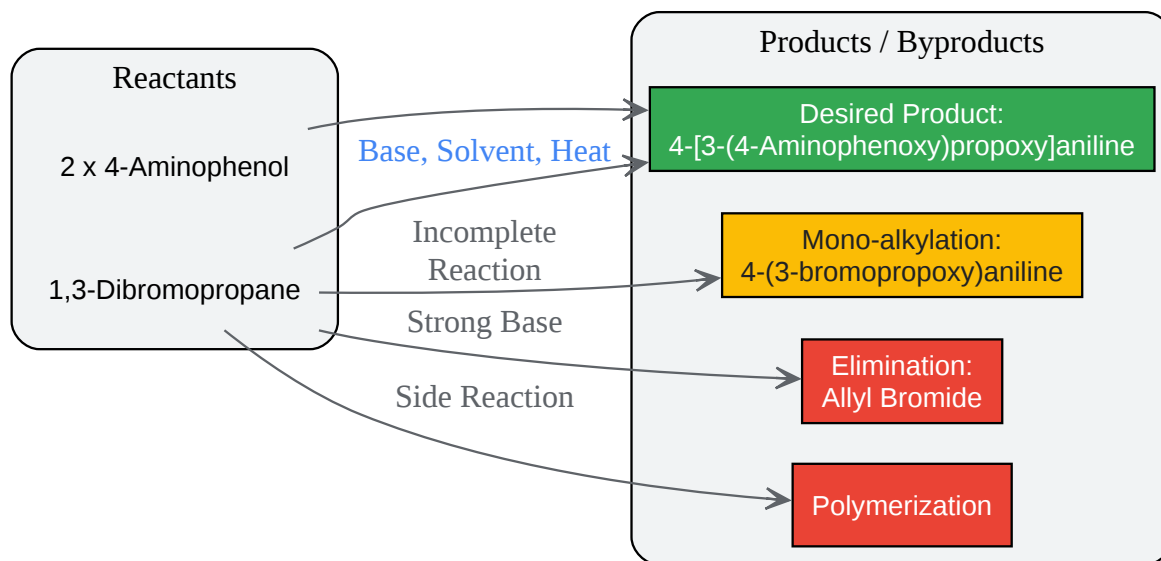 Reactants
2 x 4-Aminophenol
1,3-Dibromopropane
Base, Solvent, Heat
Incomplete
Reaction
Strong Base
Side Reaction
Products / Byproducts
Desired Product:
4-[3-(4-Aminophenoxy)propoxy]aniline
Mono-alkylation:
4-(3-bromopropoxy)aniline
Elimination:
Allyl Bromide
Polymerization